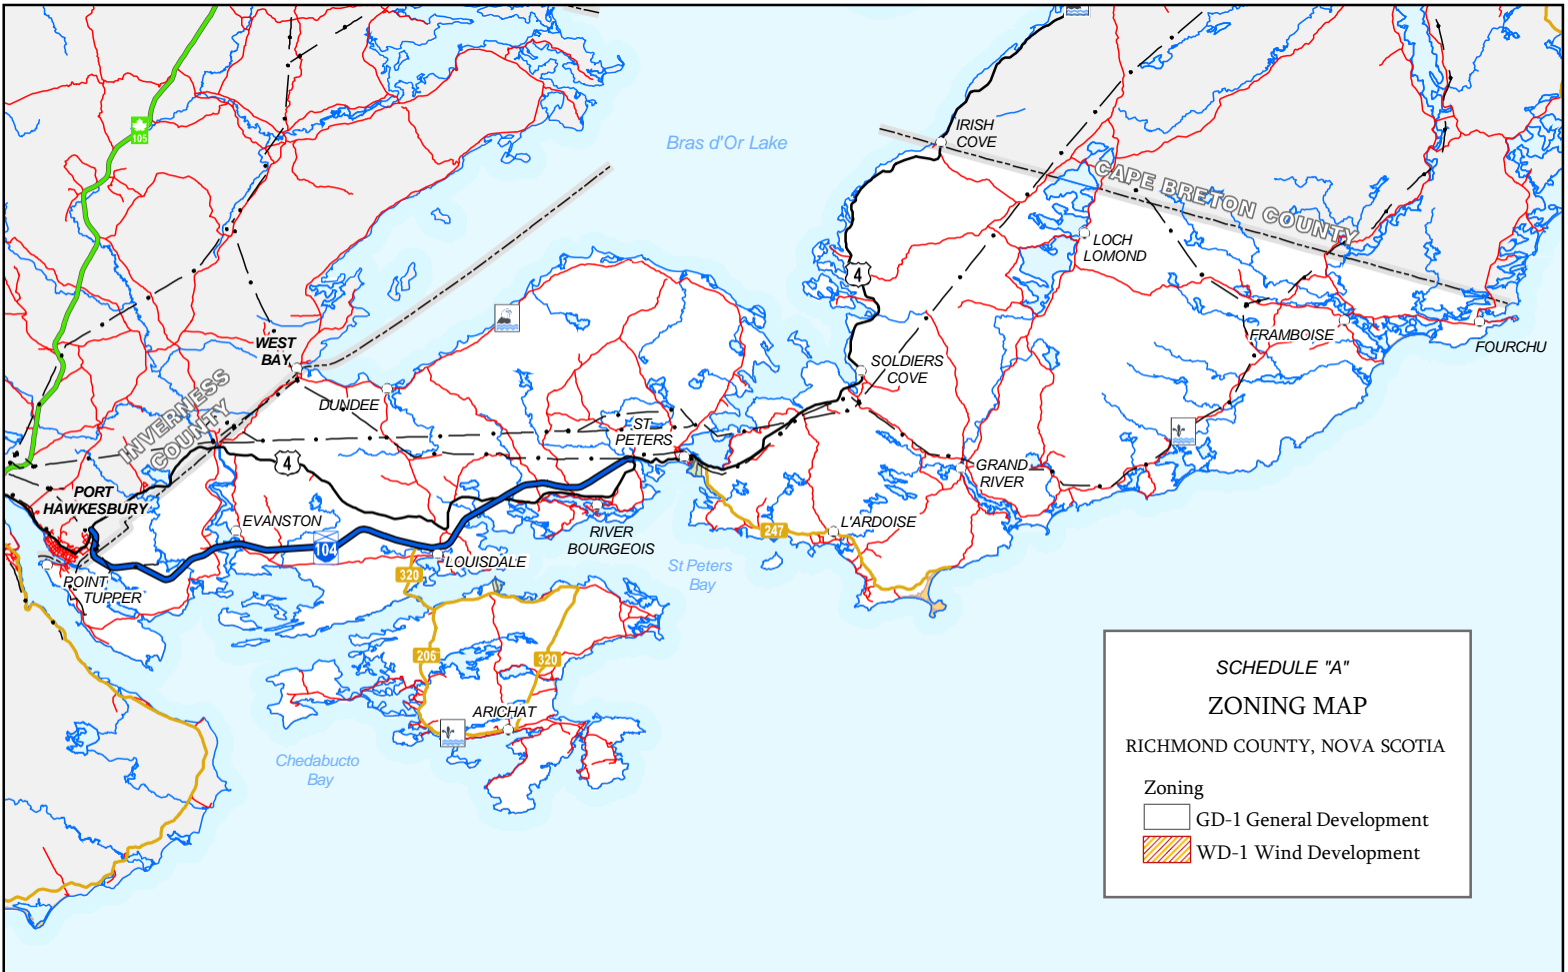 105
Bras d'Or Lake
IRISH
COVE
CAPE BRETON COUNTY
LOCH
LOMOND
4
WEST
BAY
FRAMBOISE
FOURCHU
SOLDIERS
COVE
DUNDEE
INVERNESS
COUNTY
ST
PETERS
4
GRAND
RIVER
PORT
HAWKESBURY
EVANSTON
L'ARDOISE
247
RIVER
BOURGEOIS
104
LOUISDALE
St Peters
Bay
320
POINT
TUPPER
206
320
ARICHAT
Chedabucto
Bay
SCHEDULE "A"
ZONING MAP
RICHMOND COUNTY, NOVA SCOTIA
Zoning
GD-1 General Development
WD-1 Wind Development